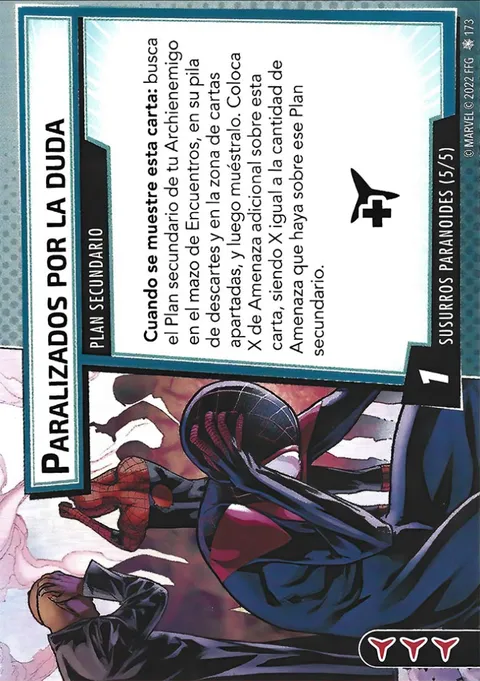 PARALIZADOS POR LA DUDA
PLAN SECUNDARIO
Cuando se muestre esta carta: busca
el Plan secundario de tu Archienemigo
en el mazo de Encuentros, en su pila
de descartes y en la zona de cartas
apartadas, y luego muéstralo. Coloca
X de Amenaza adicional sobre esta
carta, siendo X igual a la cantidad de
Amenaza que haya sobre ese Plan
secundario.
1
SUSURROS PARANOIDES (5/5)
© MARVEL © 2022 FFG 173